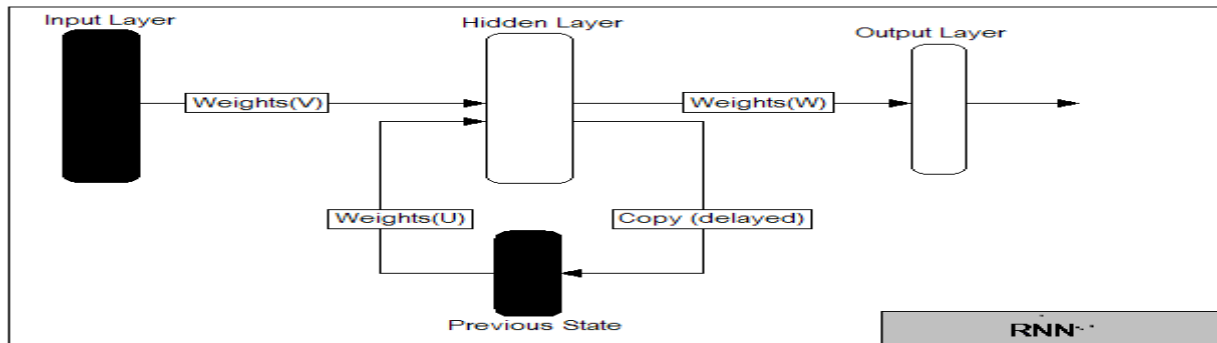 Input Layer
Hidden Layer
Output Layer
Weights(V)
Weights(W)
Weights(U)
Copy (delayed)
Previous State
RNN